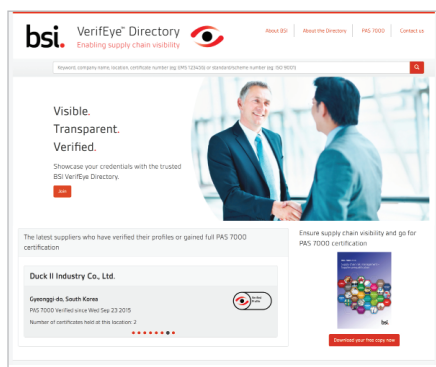 bsi.
VerifEye™ Directory
Enabling supply chain visibility
About BSI
About the Directory
PAS 7000
Contact us
Keyword, company name, location, certificate number (eg. EMS 123456) or standard/scheme number (eg. ISO 9001)
Visible.
Transparent.
Verified.
Showcase your credentials with the trusted
BSI VerifEye Directory.
Join
The latest suppliers who have verified their profiles or gained full PAS 7000
certification
Duck Il Industry Co., Ltd.
Gyeonggi-do, South Korea
PAS 7000 Verified since Wed Sep 23 2015
Number of certificates held at this location: 2
Verified
Profile
Ensure supply chain visibility and go for
PAS 7000 certification
bsi.
Download your free copy now